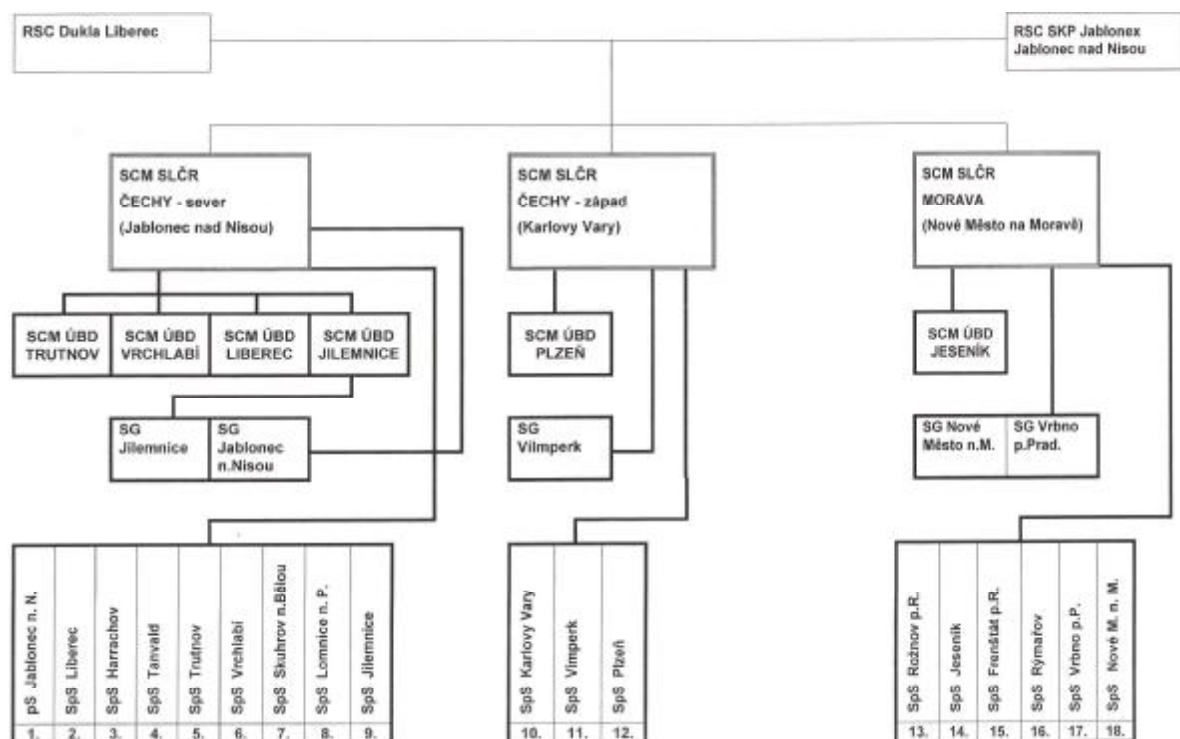 RSC Dukla Liberec
RSC SKP Jablonex
Jablonec nad Nisou
SCM SLČR
ČECHY - sever
(Jablonec nad Nisou)
SCM SLČR
ČECHY - západ
(Karlovy Vary)
SCM SLČR
MORAVA
(Nové Město na Moravě)
SCM ÚBD
TRUTNOV
SCM ÚBD
VRCHLABÍ
SCM ÚBD
LIBEREC
SCM ÚBD
JILEMNICE
SCM ÚBD
PLZEŇ
SCM ÚBD
JESENÍK
SG
Jilemnice
SG
Jablonec
n.Nisou
SG
Vilmperk
SG Nové
Město n.M.
SG Vrbno
p.Prad.
pS Jablonec n. N.
SpS Liberec
SpS Harrachov
SpS Tanvald
SpS Trutnov
SpS Vrchlabí
SpS Skuhrov n.Bělou
SpS Lomnice n. P.
SpS Jilemnice
SpS Karlovy Vary
SpS Vimperk
SpS Plzeň
SpS Rožnov p.R.
SpS Jeseník
SpS Frenštát p.R.
SpS Rýmařov
SpS Vrbno p.P.
SpS Nové M. n. M.
1. 2. 3. 4. 5. 6. 7. 8. 9.
10. 11. 12.
13. 14. 15. 16. 17. 18.